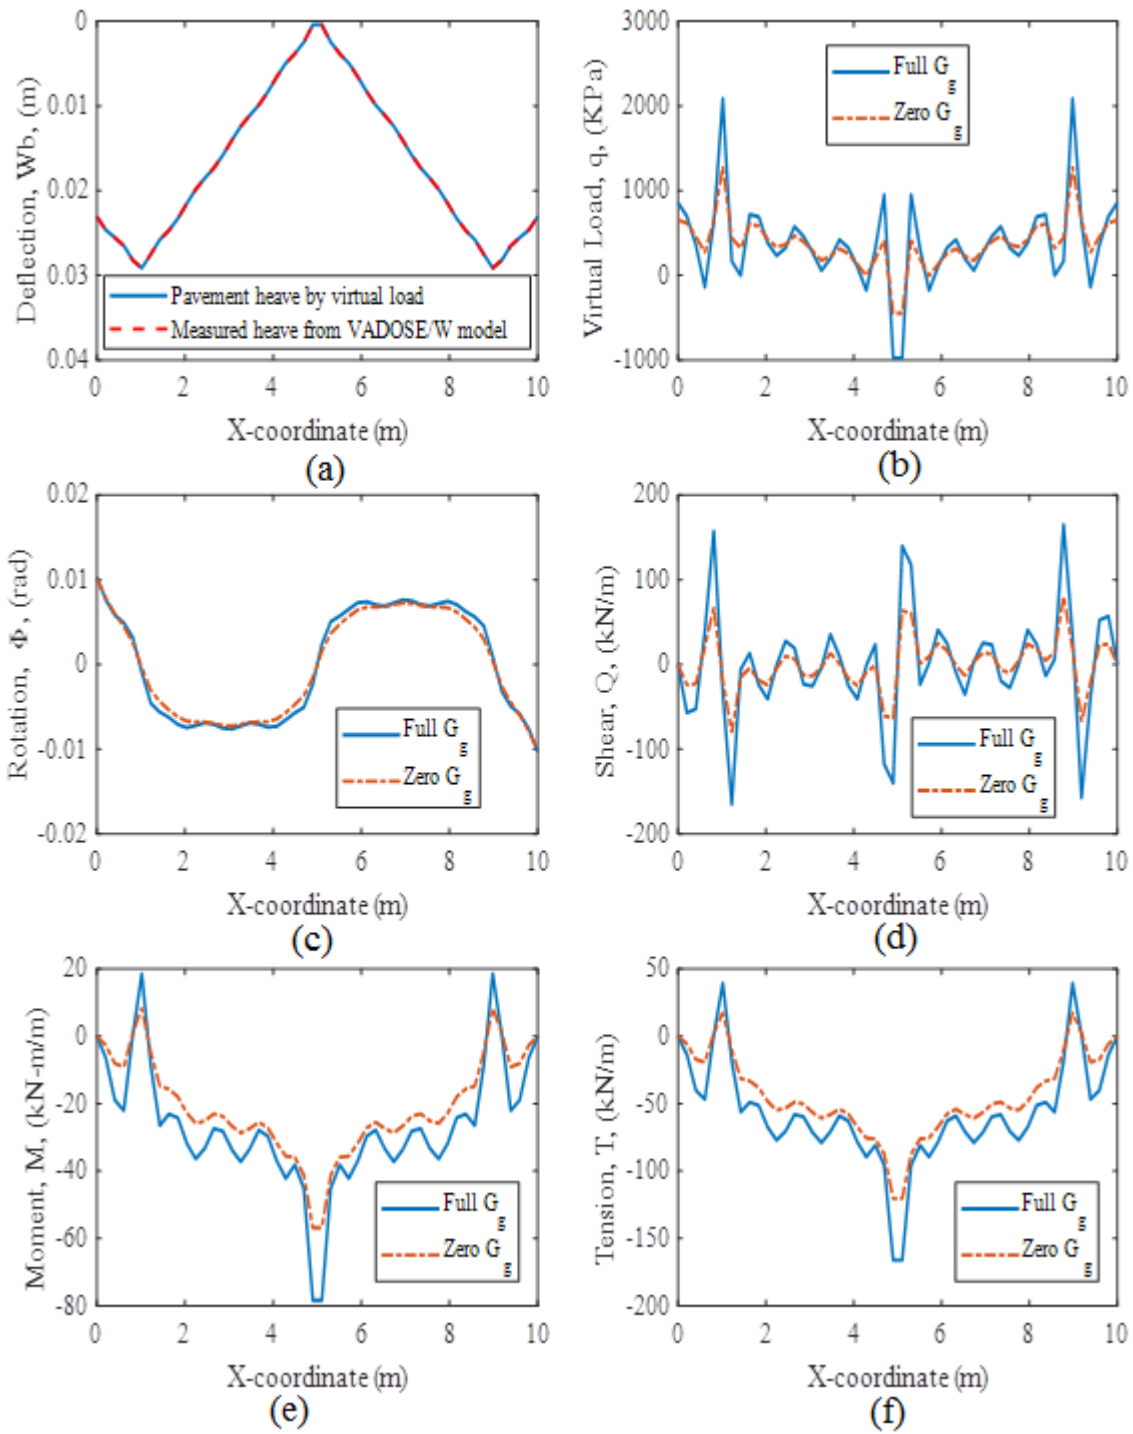 0
0.01
0.02
0.03
0.04
Deflection, Wb, (m)
Pavement heave by virtual load
Measured heave from VADOSE/W model
0 2 4 6 8 10
X-coordinate (m)
(a)
3000
2000
1000
0
-1000
Virtual Load, q, (KPa)
Full Gg
Zero Gg
0 2 4 6 8 10
X-coordinate (m)
(b)
0.02
0.01
0
-0.01
-0.02
Rotation, Φ, (rad)
Full Gg
Zero Gg
0 2 4 6 8 10
X-coordinate (m)
(c)
200
100
0
-100
-200
Shear, Q, (kN/m)
Full Gg
Zero Gg
0 2 4 6 8 10
X-coordinate (m)
(d)
20
0
-20
-40
-60
-80
Moment, M, (kN-m/m)
Full Gg
Zero Gg
0 2 4 6 8 10
X-coordinate (m)
(e)
50
0
-50
-100
-150
-200
Tension, T, (kN/m)
Full Gg
Zero Gg
0 2 4 6 8 10
X-coordinate (m)
(f)